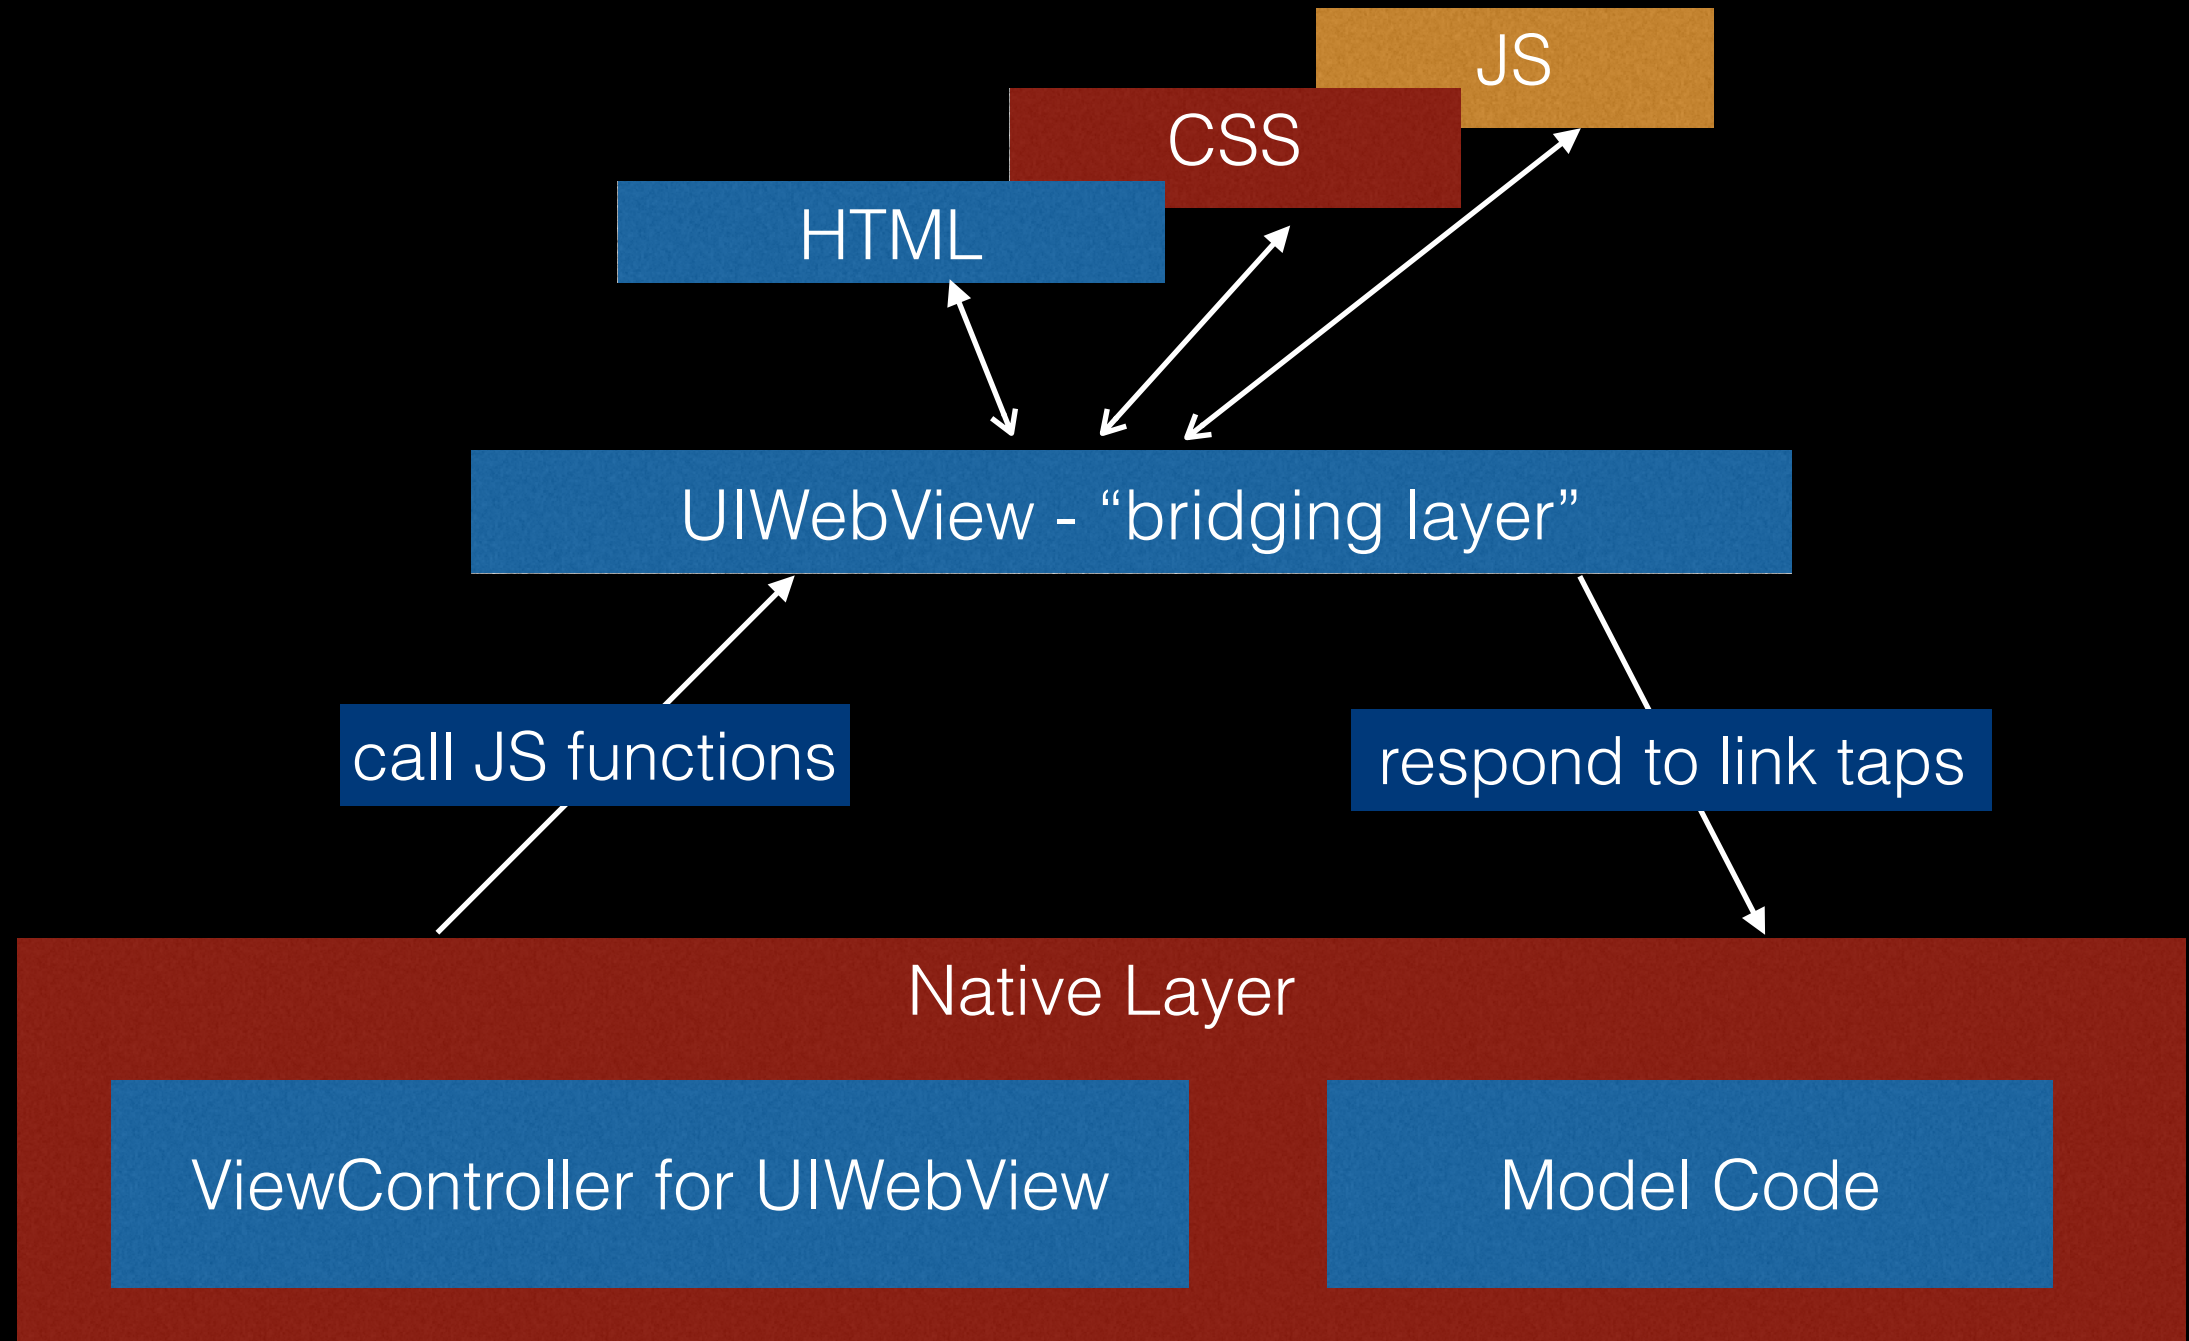 JS
CSS
HTML
UIWebView - “bridging layer”
call JS functions
respond to link taps
Native Layer
ViewController for UIWebView
Model Code